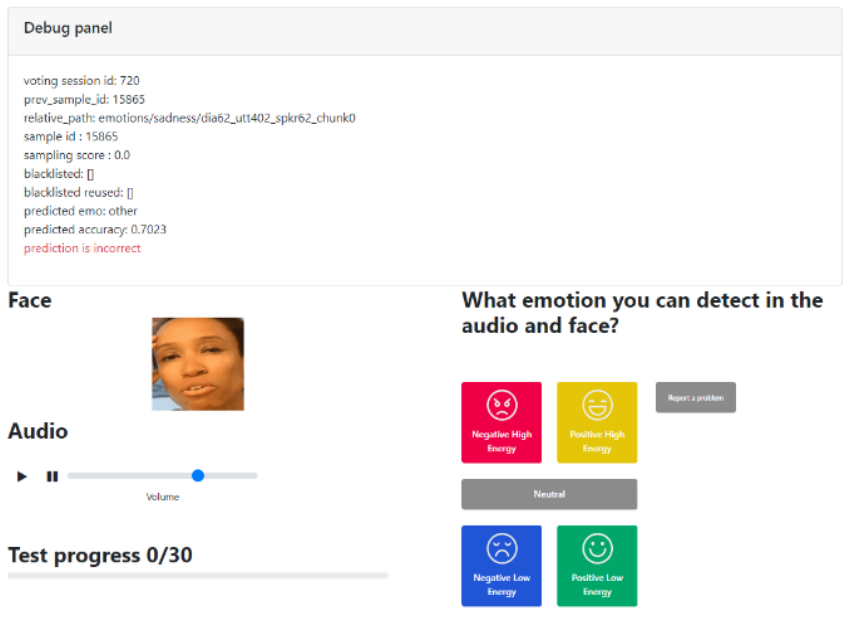 Debug panel
voting session id: 720
prev_sample_id: 15865
relative_path: emotions/sadness/dia62_utt402_spkr62_chunk0
sample id : 15865
sampling score : 0.0
blacklisted: []
blacklisted reused: []
predicted emo: other
predicted accuracy: 0.7023
prediction is incorrect
Face
Audio
Volume
Test progress 0/30
What emotion you can detect in the
audio and face?
Negative High
Energy
Positive High
Energy
Report a problem
Neutral
Negative Low
Energy
Positive Low
Energy